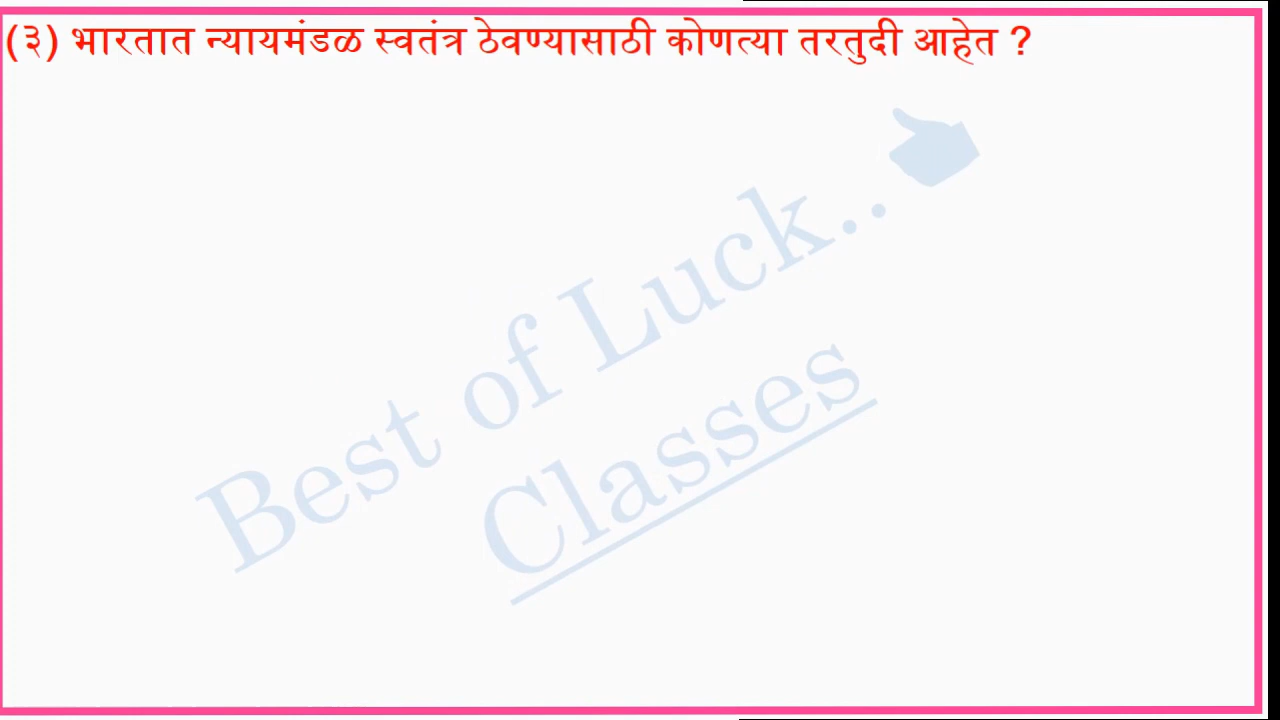 (३) भारतात न्यायमंडळ स्वतंत्र ठेवण्यासाठी कोणत्या तरतुदी आहेत ?
Best of Luck..
Classes